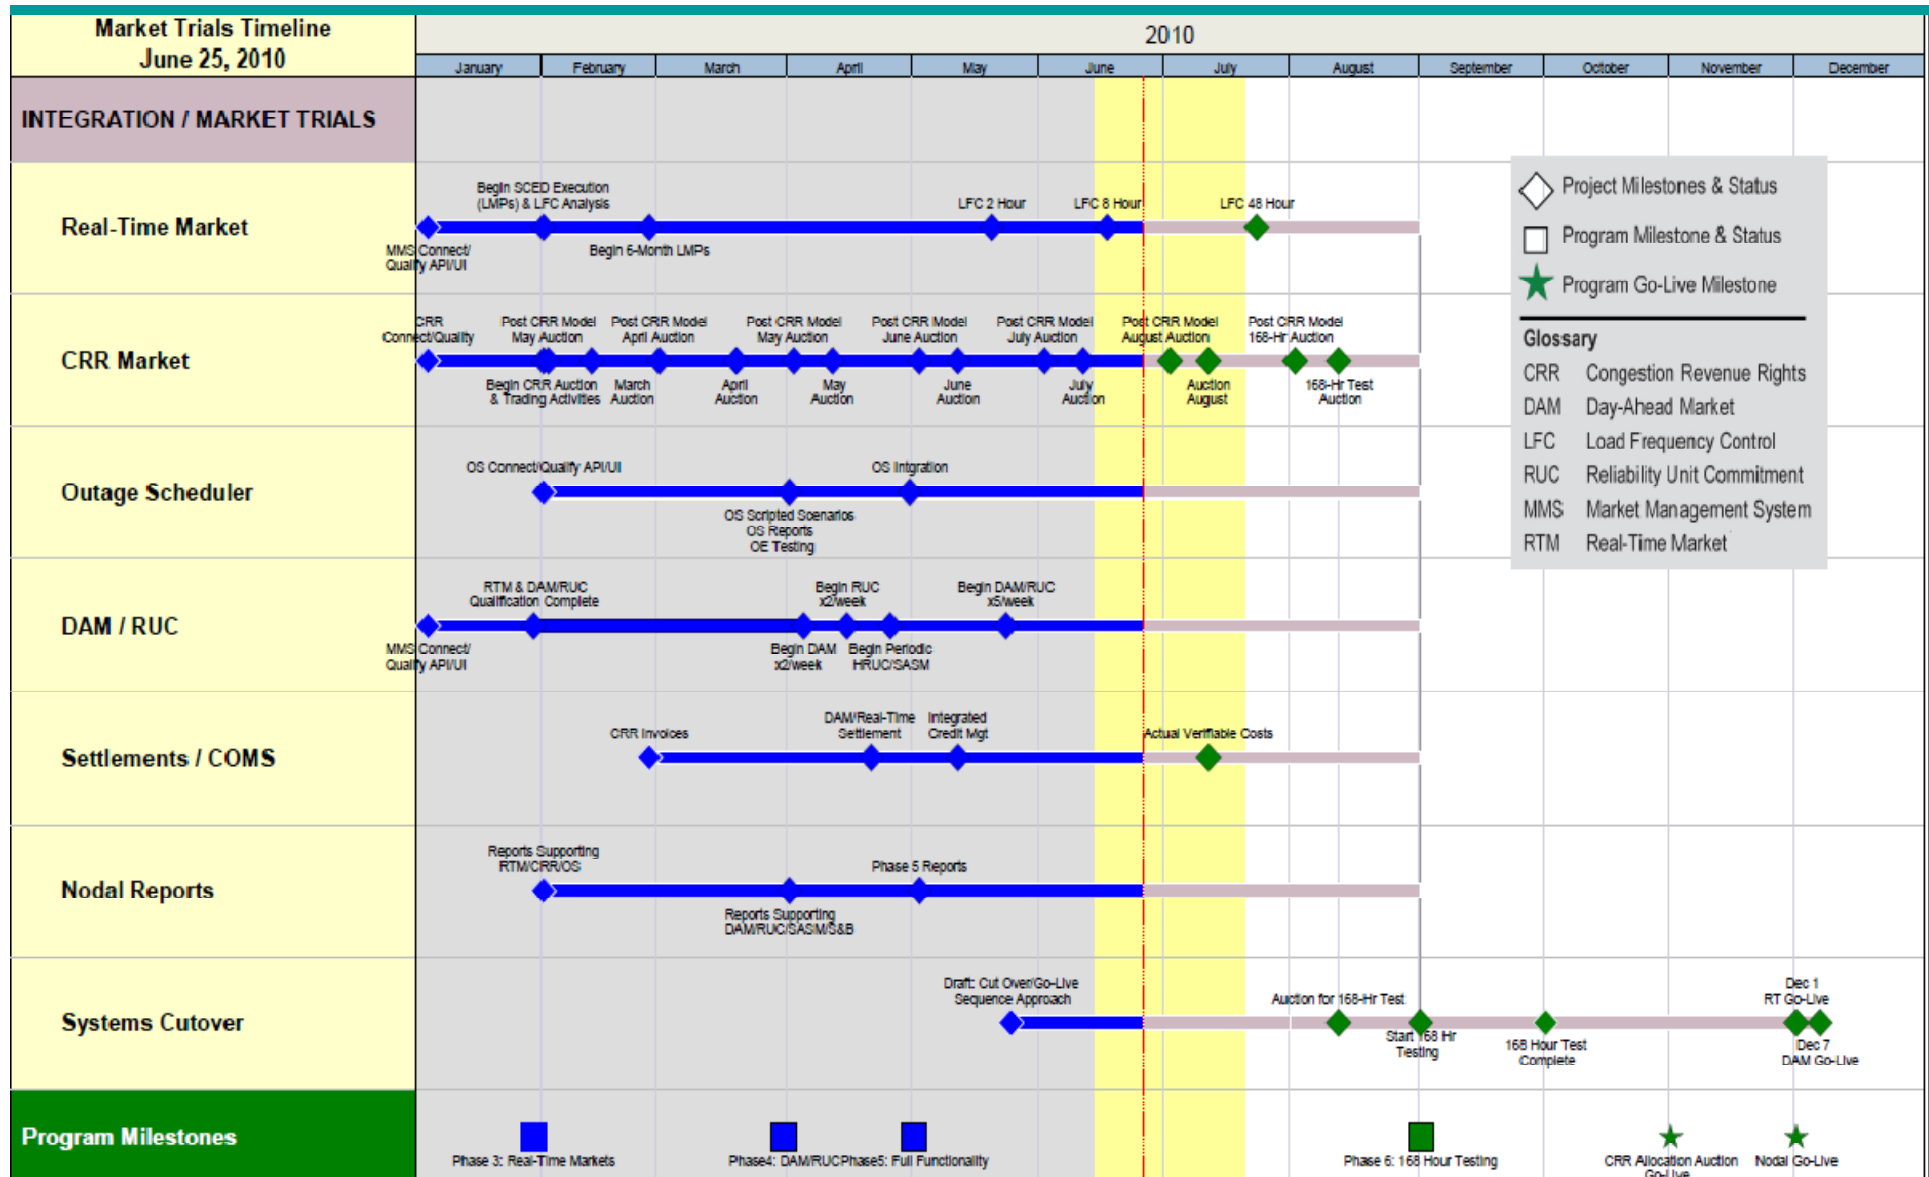 Market Trials Timeline
June 25, 2010
2010
January February March April May June July August September October November December
INTEGRATION / MARKET TRIALS
Real-Time Market
Begin SCED Execution
(LMPs) & LFC Analysis
LFC 2 Hour
LFC 8 Hour
LFC 48 Hour
MMS Connect/
Qualify API/UI
Begin 6-Month LMPs
CRR Market
CRR
Connect/Quality
Post CRR Model
May Auction
Post CRR Model
April Auction
Post CRR Model
May Auction
Post CRR Model
June Auction
Post CRR Model
July Auction
Post CRR Model
August Auction
Post CRR Model
168-Hr Auction
Begin CRR Auction
& Trading Activities
March
Auction
April
Auction
May
Auction
June
Auction
July
Auction
Auction
August
168-Hr Test
Auction
Outage Scheduler
OS Connect/Qualify API/UI
OS Intgration
OS Scripted Scenarios
OS Reports
OE Testing
DAM / RUC
RTM & DAM/RUC
Qualification Complete
Begin RUC
x2/week
Begin DAM/RUC
x5/week
MMS Connect/
Qualify API/UI
Begin DAM
x2/week
Begin Periodic
HRUC/SASM
Settlements / COMS
CRR Invoices
DAM/Real-Time
Settlement
Integrated
Credit Mgt
Actual Verifiable Costs
Nodal Reports
Reports Supporting
RTM/CRR/OS
Phase 5 Reports
Reports Supporting
DAM/RUC/SASM/S&B
Systems Cutover
Draft: Cut Over/Go-Live
Sequence Approach
Auction for 168-Hr Test
Start 168 Hr
Testing
168 Hour Test
Complete
Dec 1
RT Go-Live
Dec 7
DAM Go-Live
Program Milestones
Phase 3: Real-Time Markets
Phase4: DAM/RUC
Phase5: Full Functionality
Phase 6: 168 Hour Testing
CRR Allocation Auction
Go-Live
Nodal Go-Live
Project Milestones & Status
Program Milestone & Status
Program Go-Live Milestone
Glossary
CRR Congestion Revenue Rights
DAM Day-Ahead Market
LFC Load Frequency Control
RUC Reliability Unit Commitment
MMS Market Management System
RTM Real-Time Market